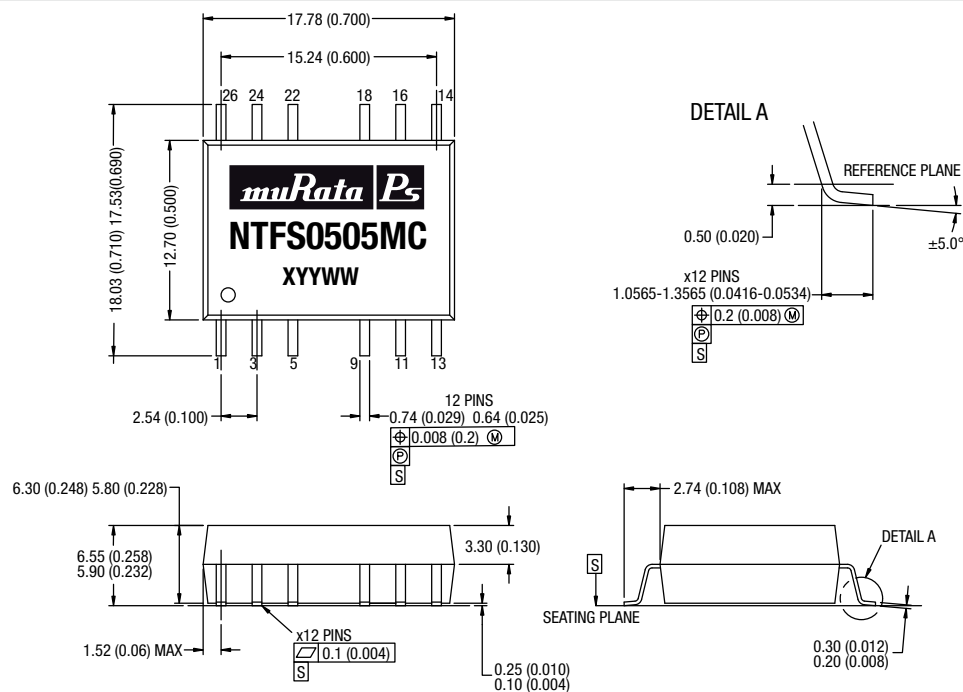 17.78 (0.700)
15.24 (0.600)
26 24 22 18 16 14
18.03 (0.710) 17.53(0.690)
12.70 (0.500)
muRata Ps
NTFS0505MC
XYYWW
1 3 5 9 11 13
2.54 (0.100)
12 PINS
0.74 (0.029) 0.64 (0.025)
⌖ 0.008 (0.2) Ⓜ
Ⓟ
S
DETAIL A
REFERENCE PLANE
0.50 (0.020)
±5.0°
x12 PINS
1.0565-1.3565 (0.0416-0.0534)
⌖ 0.2 (0.008) Ⓜ
Ⓟ
S
6.30 (0.248) 5.80 (0.228)
6.55 (0.258)
5.90 (0.232)
3.30 (0.130)
1.52 (0.06) MAX
x12 PINS
⏥ 0.1 (0.004)
S
0.25 (0.010)
0.10 (0.004)
2.74 (0.108) MAX
DETAIL A
S
SEATING PLANE
0.30 (0.012)
0.20 (0.008)